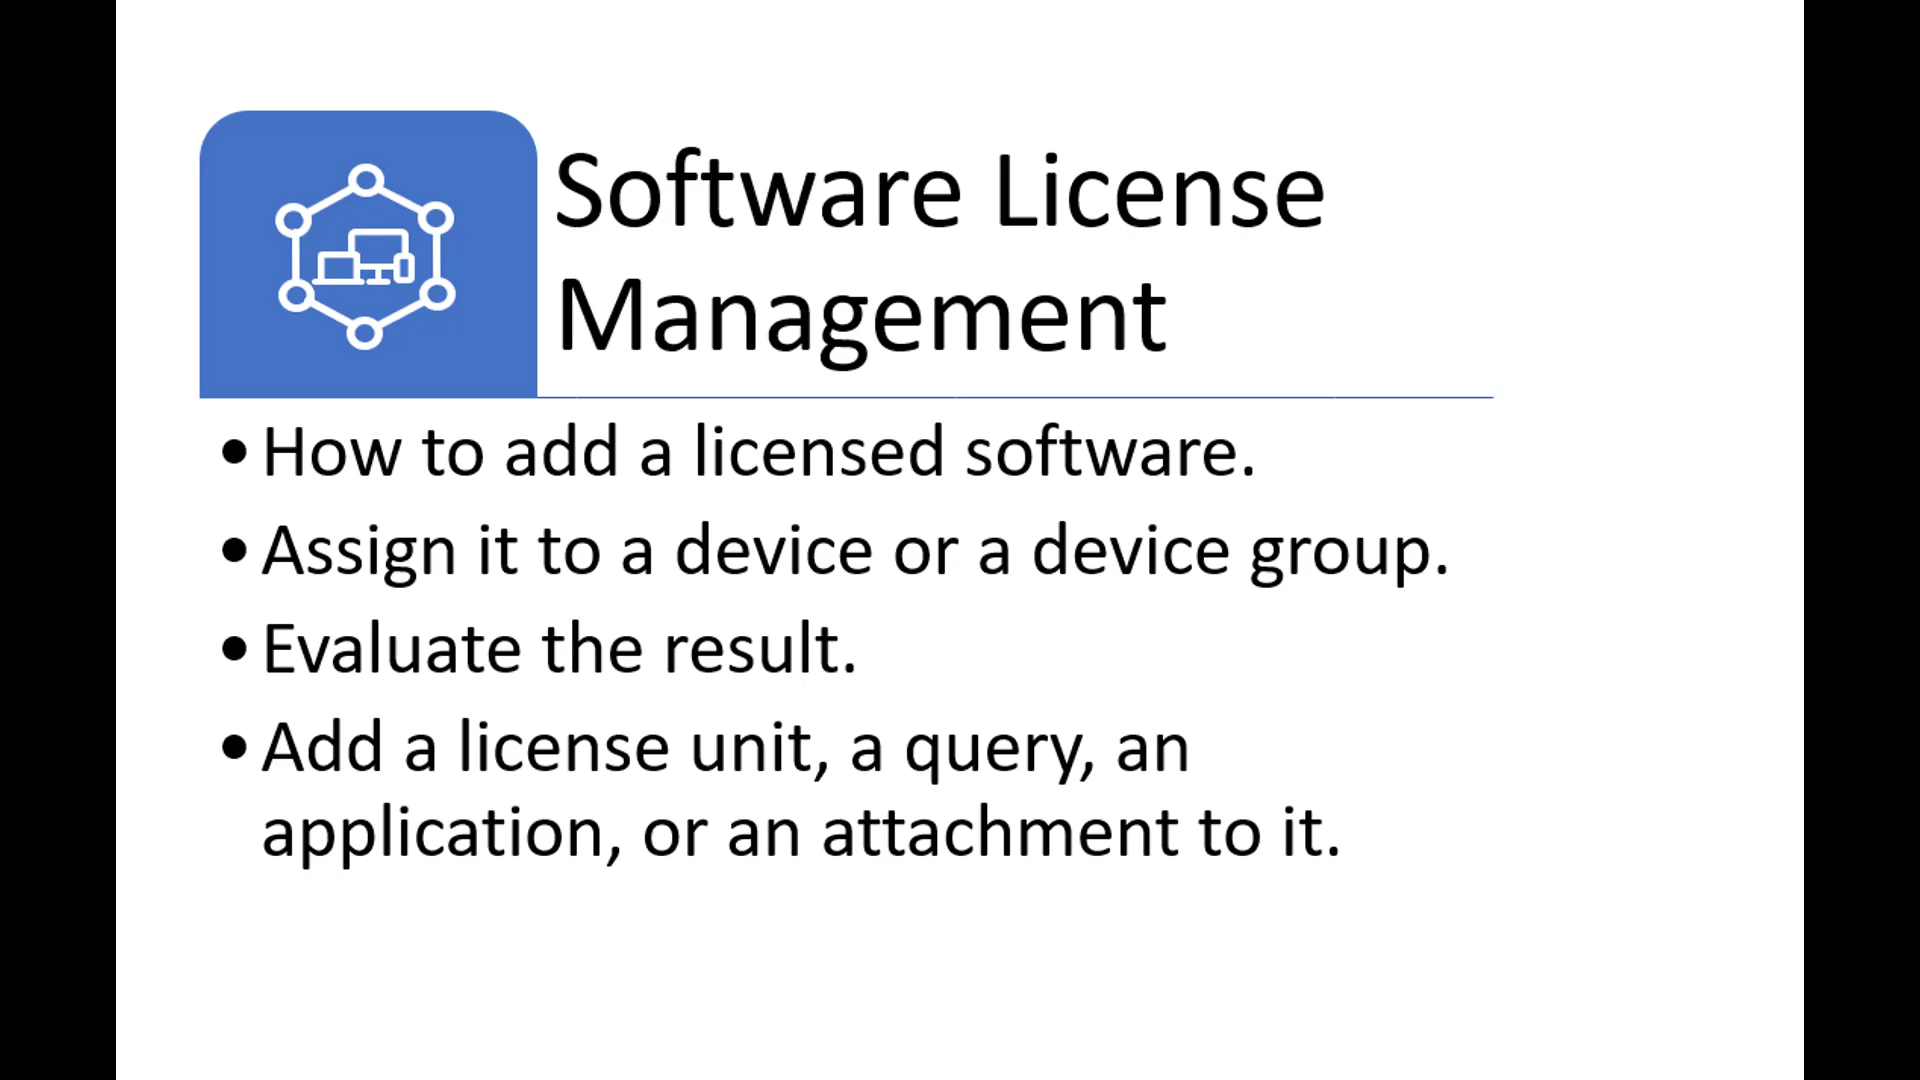 Software License
Management
•How to add a licensed software.
•Assign it to a device or a device group.
•Evaluate the result.
•Add a license unit, a query, an
application, or an attachment to it.